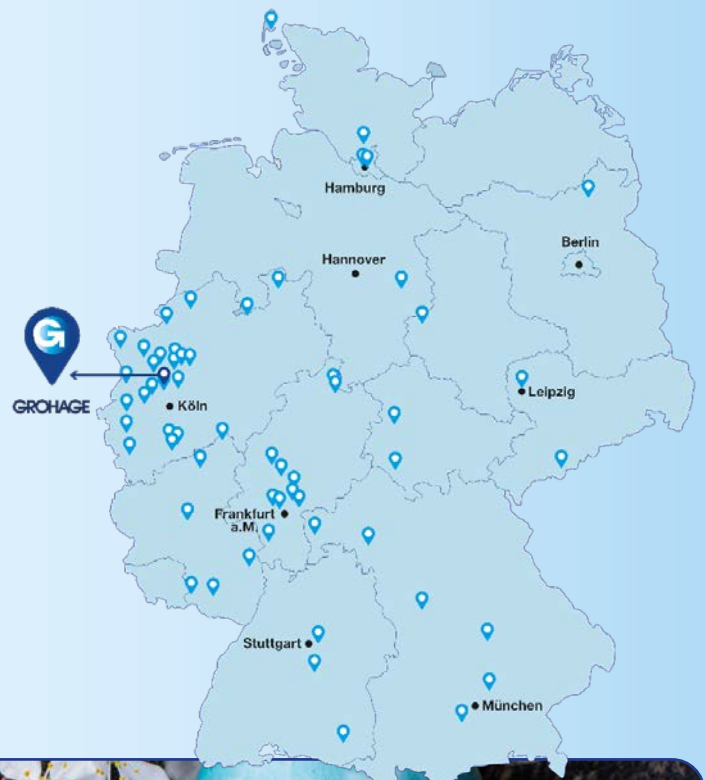 Hamburg
Berlin
Hannover
G
GROHAGE
Köln
Leipzig
Frankfurt
a.M.
Stuttgart
München